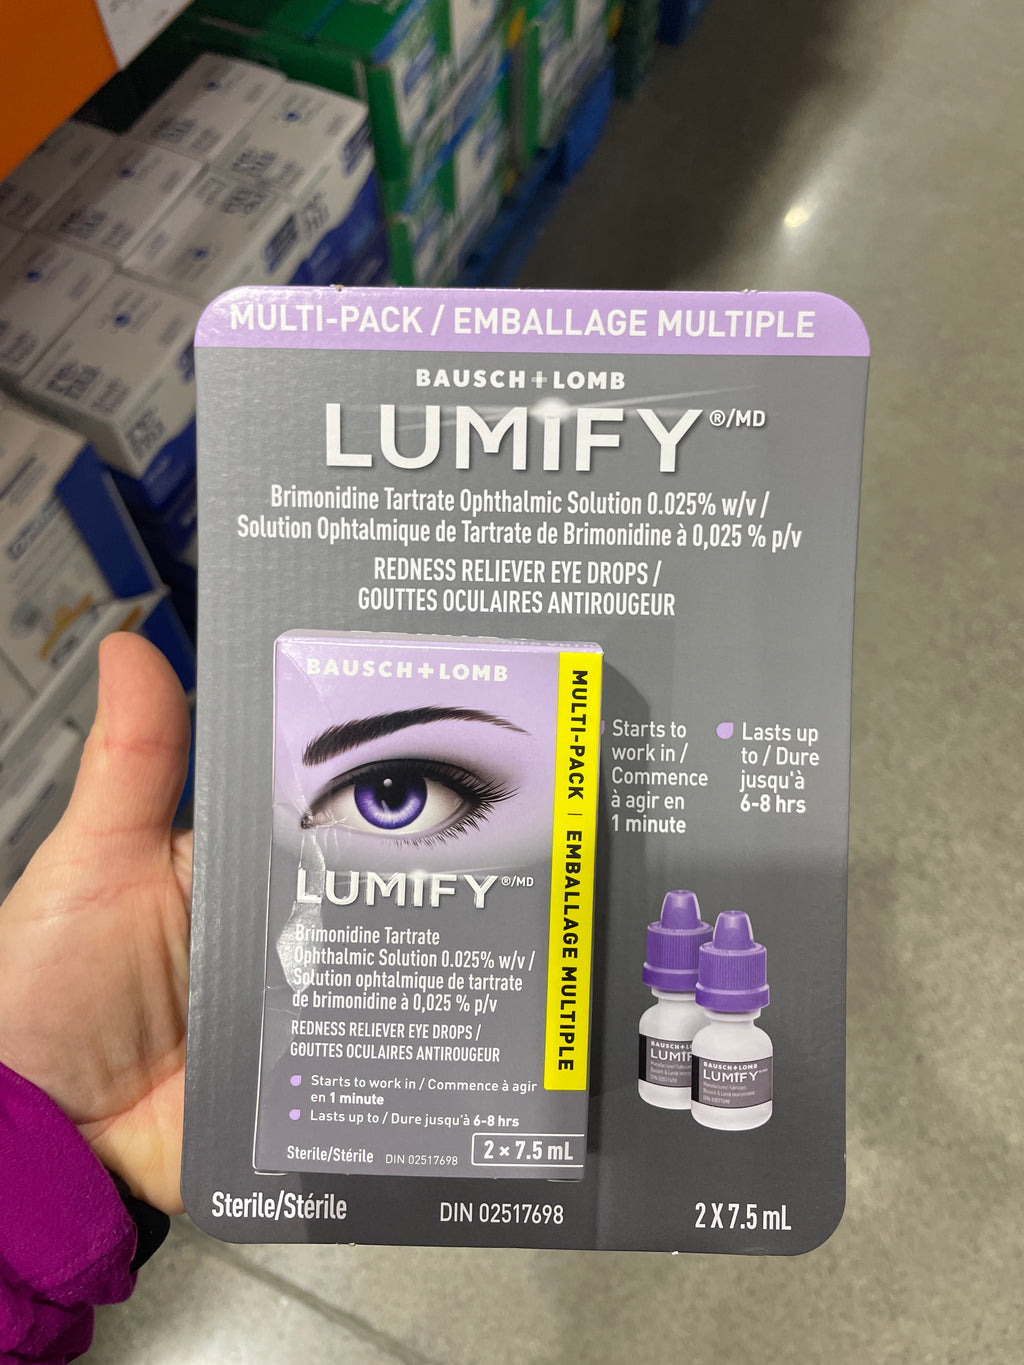 MULTI-PACK / EMBALLAGE MULTIPLE
BAUSCH + LOMB
LUMIFY®/MD
Brimonidine Tartrate Ophthalmic Solution 0.025% w/v /
Solution Ophtalmique de Tartrate de Brimonidine à 0,025 % p/v
REDNESS RELIEVER EYE DROPS /
GOUTTES OCULAIRES ANTIROUGEUR
BAUSCH + LOMB
LUMIFY®/MD
Brimonidine Tartrate
Ophthalmic Solution 0.025% w/v /
Solution ophtalmique de tartrate
de brimonidine à 0,025 % p/v
REDNESS RELIEVER EYE DROPS /
GOUTTES OCULAIRES ANTIROUGEUR
Starts to work in / Commence à agir
en 1 minute
Lasts up to / Dure jusqu'à 6-8 hrs
Sterile/Stérile DIN 02517698 2 × 7.5 mL
MULTI-PACK | EMBALLAGE MULTIPLE
Starts to
work in /
Commence
à agir en
1 minute
Lasts up
to / Dure
jusqu'à
6-8 hrs
BAUSCH + L
LUMIF
BAUSCH + LOMB
LUMIFY
Sterile/Stérile DIN 02517698 2 X 7.5 mL